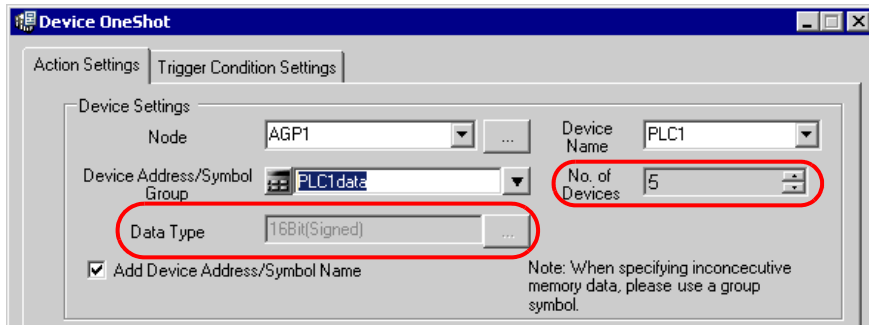 Device OneShot
Action Settings
Trigger Condition Settings
Device Settings
Node
AGP1
...
Device Name
PLC1
Device Address/Symbol Group
PLC1data
No. of Devices
5
Data Type
16Bit(Signed)
...
Add Device Address/Symbol Name
Note: When specifying inconcecutive
memory data, please use a group
symbol.